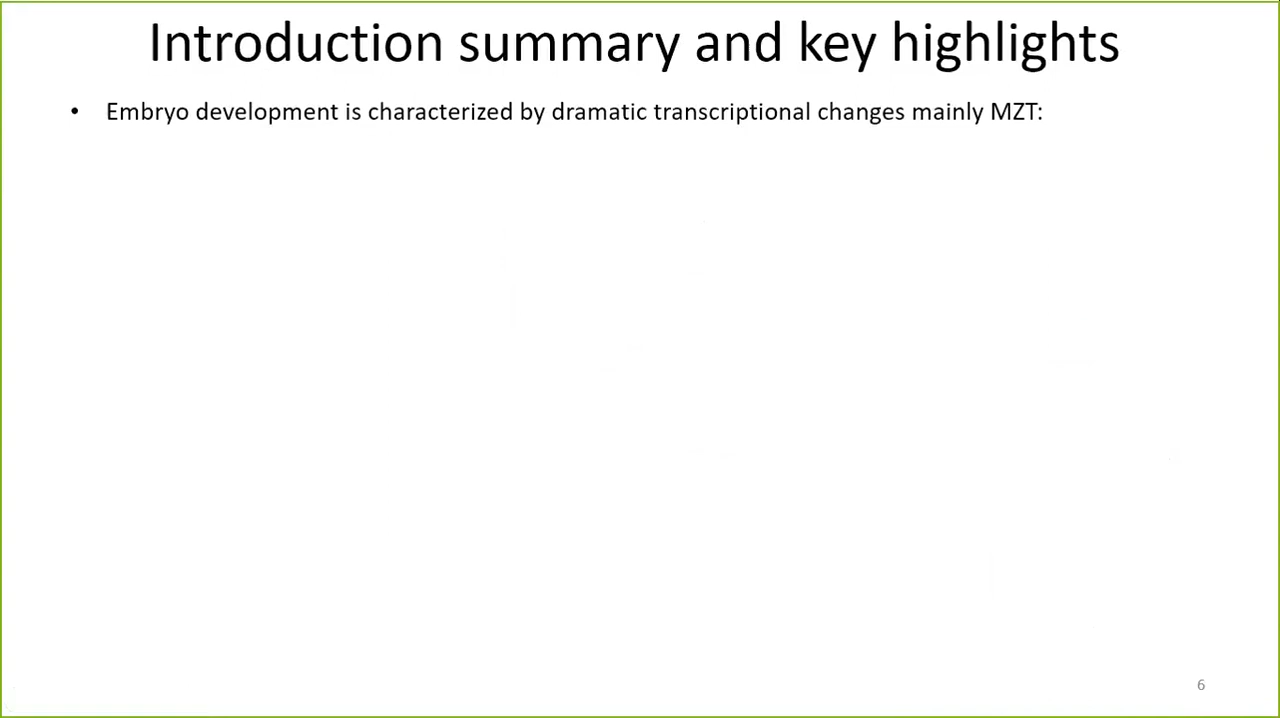 Introduction summary and key highlights
• Embryo development is characterized by dramatic transcriptional changes mainly MZT:
6